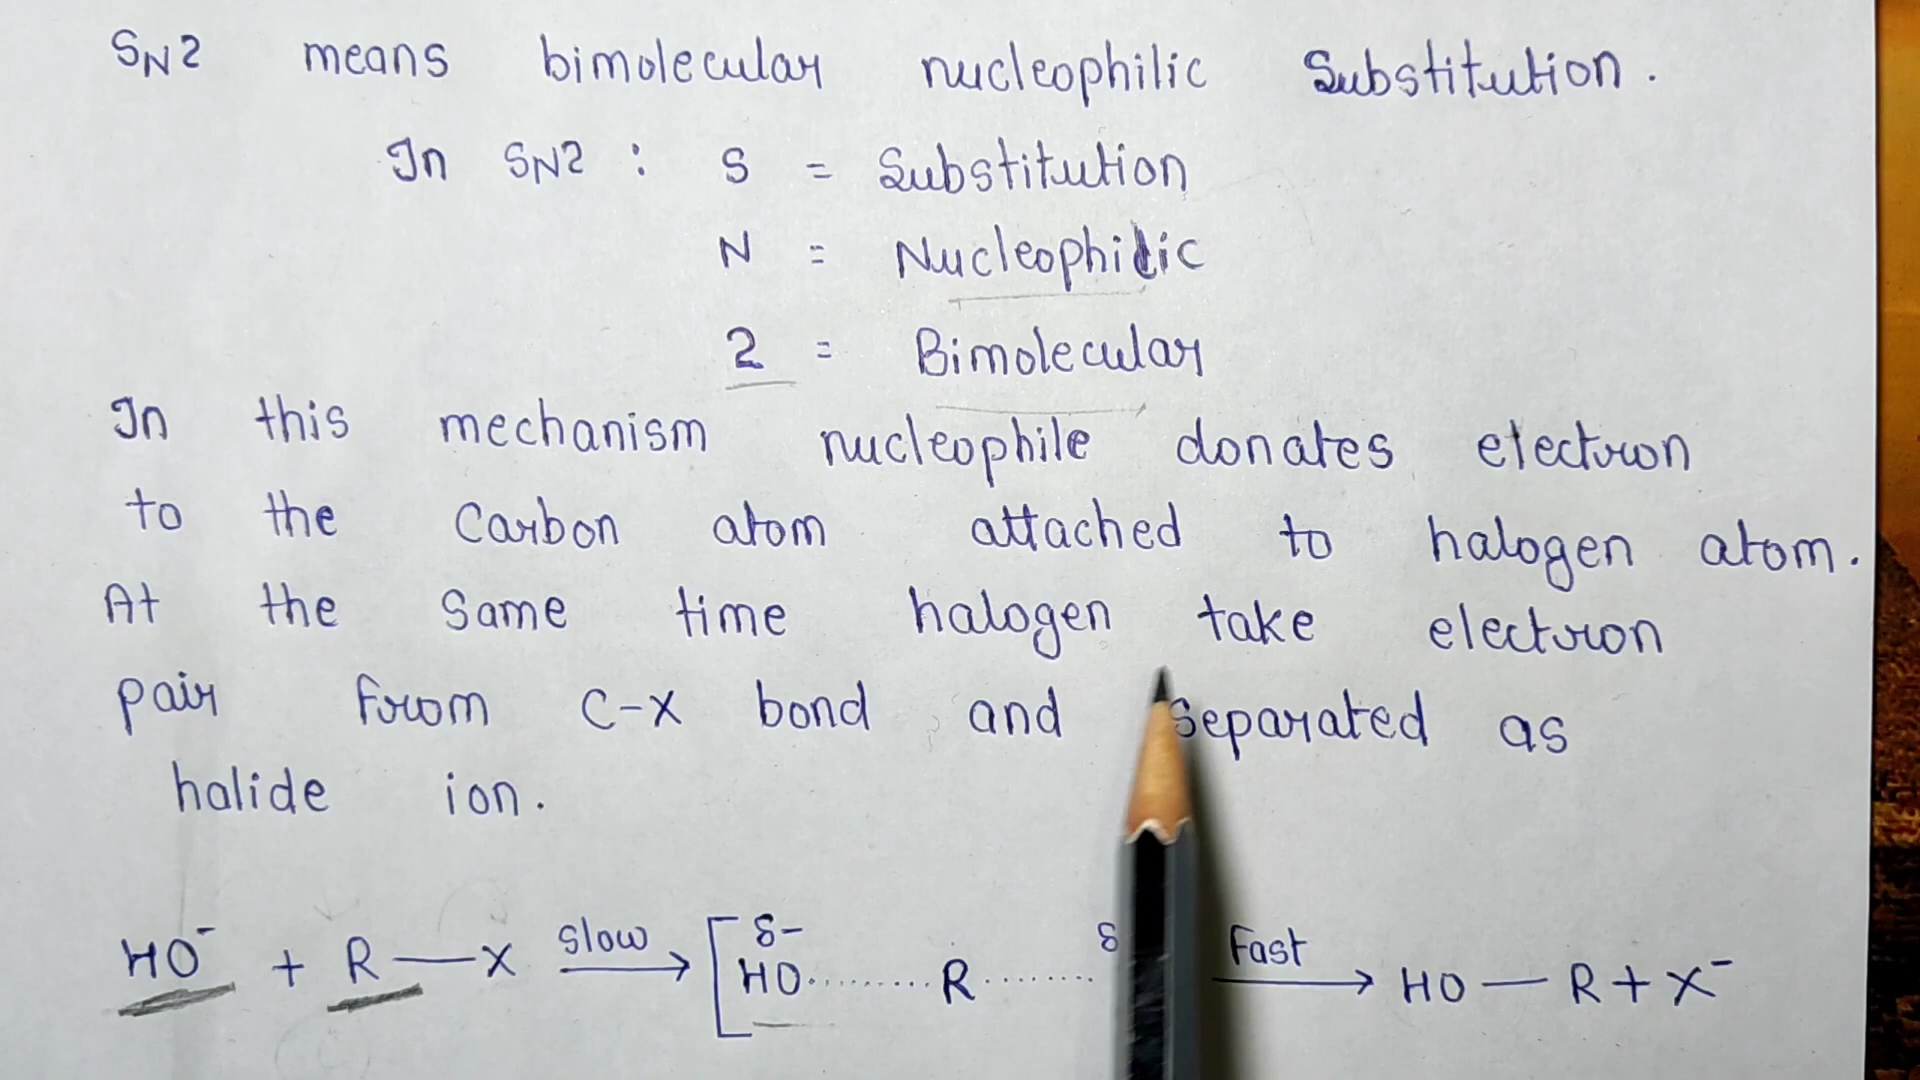 SN2 means bimolecular nucleophilic Substitution.
In SN2 : S = Substitution
N = Nucleophilic
2 = Bimolecular
In this mechanism nucleophile donates electron
to the Carbon atom attached to halogen atom.
At the same time halogen take electron
pair from C-X bond and separated as
halide ion.
HO⁻ + R—X slow→ [δ- HO........R....... δ Fast→ HO—R + X⁻